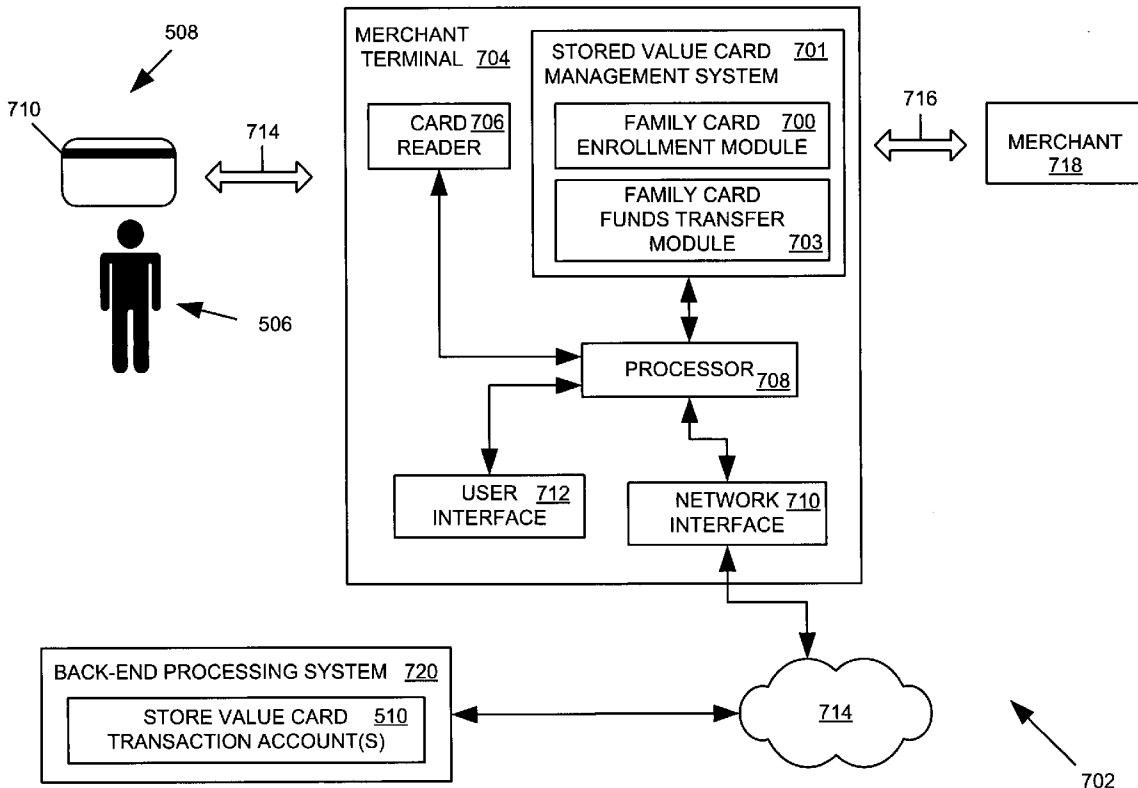 508
710
714
MERCHANT
TERMINAL 704
STORED VALUE CARD 701
MANAGEMENT SYSTEM
CARD 706
READER
FAMILY CARD 700
ENROLLMENT MODULE
FAMILY CARD
FUNDS TRANSFER
MODULE 703
716
MERCHANT
718
506
PROCESSOR 708
USER 712
INTERFACE
NETWORK 710
INTERFACE
BACK-END PROCESSING SYSTEM 720
STORE VALUE CARD 510
TRANSACTION ACCOUNT(S)
714
702